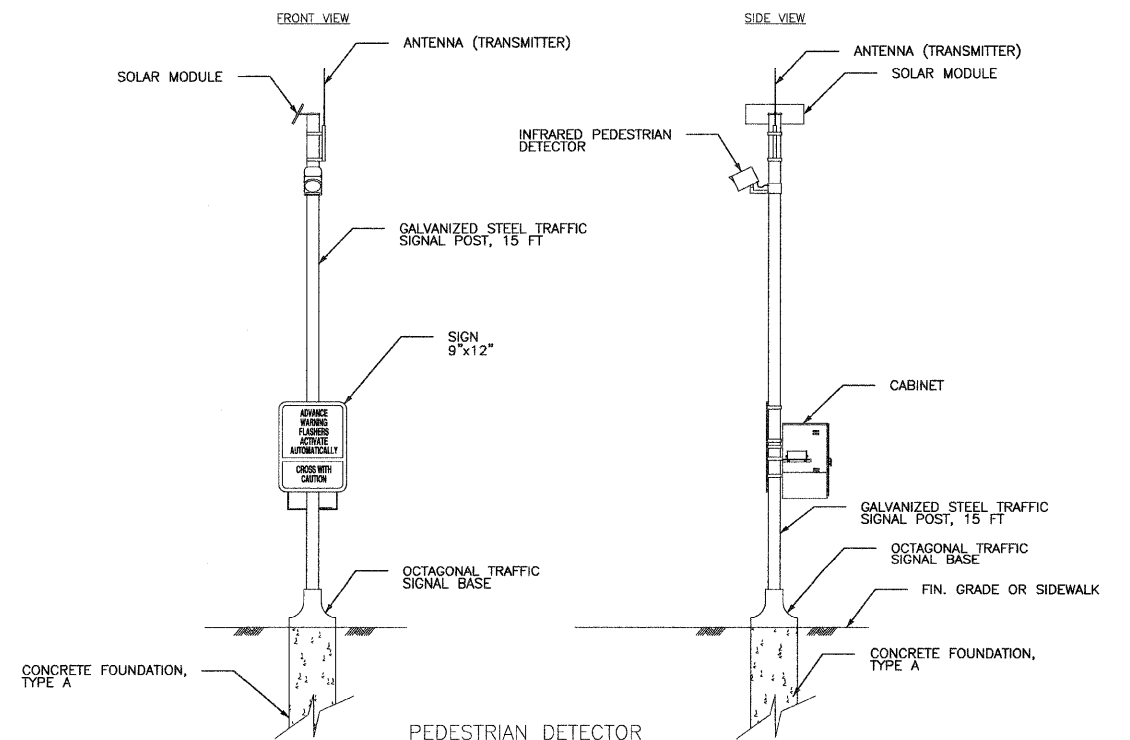 FRONT VIEW
ANTENNA (TRANSMITTER)
SOLAR MODULE
GALVANIZED STEEL TRAFFIC
SIGNAL POST, 15 FT
SIGN
9"x12"
ADVANCE
WARNING
FLASHERS
ACTIVATE
AUTOMATICALLY
CROSS WITH
CAUTION
OCTAGONAL TRAFFIC
SIGNAL BASE
CONCRETE FOUNDATION,
TYPE A
SIDE VIEW
ANTENNA (TRANSMITTER)
SOLAR MODULE
INFRARED PEDESTRIAN
DETECTOR
CABINET
GALVANIZED STEEL TRAFFIC
SIGNAL POST, 15 FT
OCTAGONAL TRAFFIC
SIGNAL BASE
FIN. GRADE OR SIDEWALK
CONCRETE FOUNDATION,
TYPE A
PEDESTRIAN DETECTOR